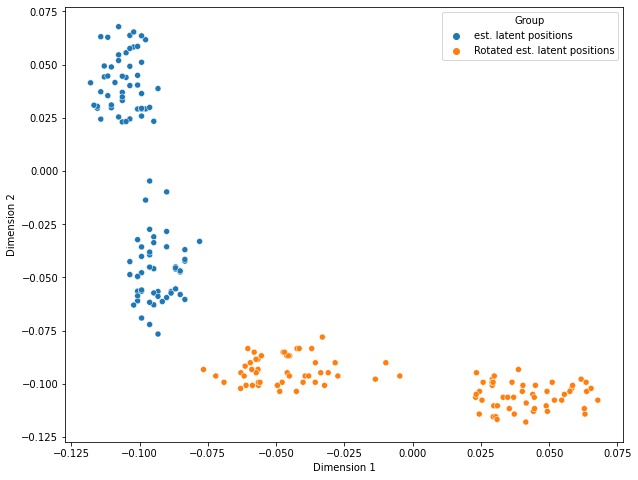 Group
est. latent positions
Rotated est. latent positions
0.075
0.050
0.025
0.000
−0.025
−0.050
−0.075
−0.100
−0.125
Dimension 2
−0.125 −0.100 −0.075 −0.050 −0.025 0.000 0.025 0.050 0.075
Dimension 1